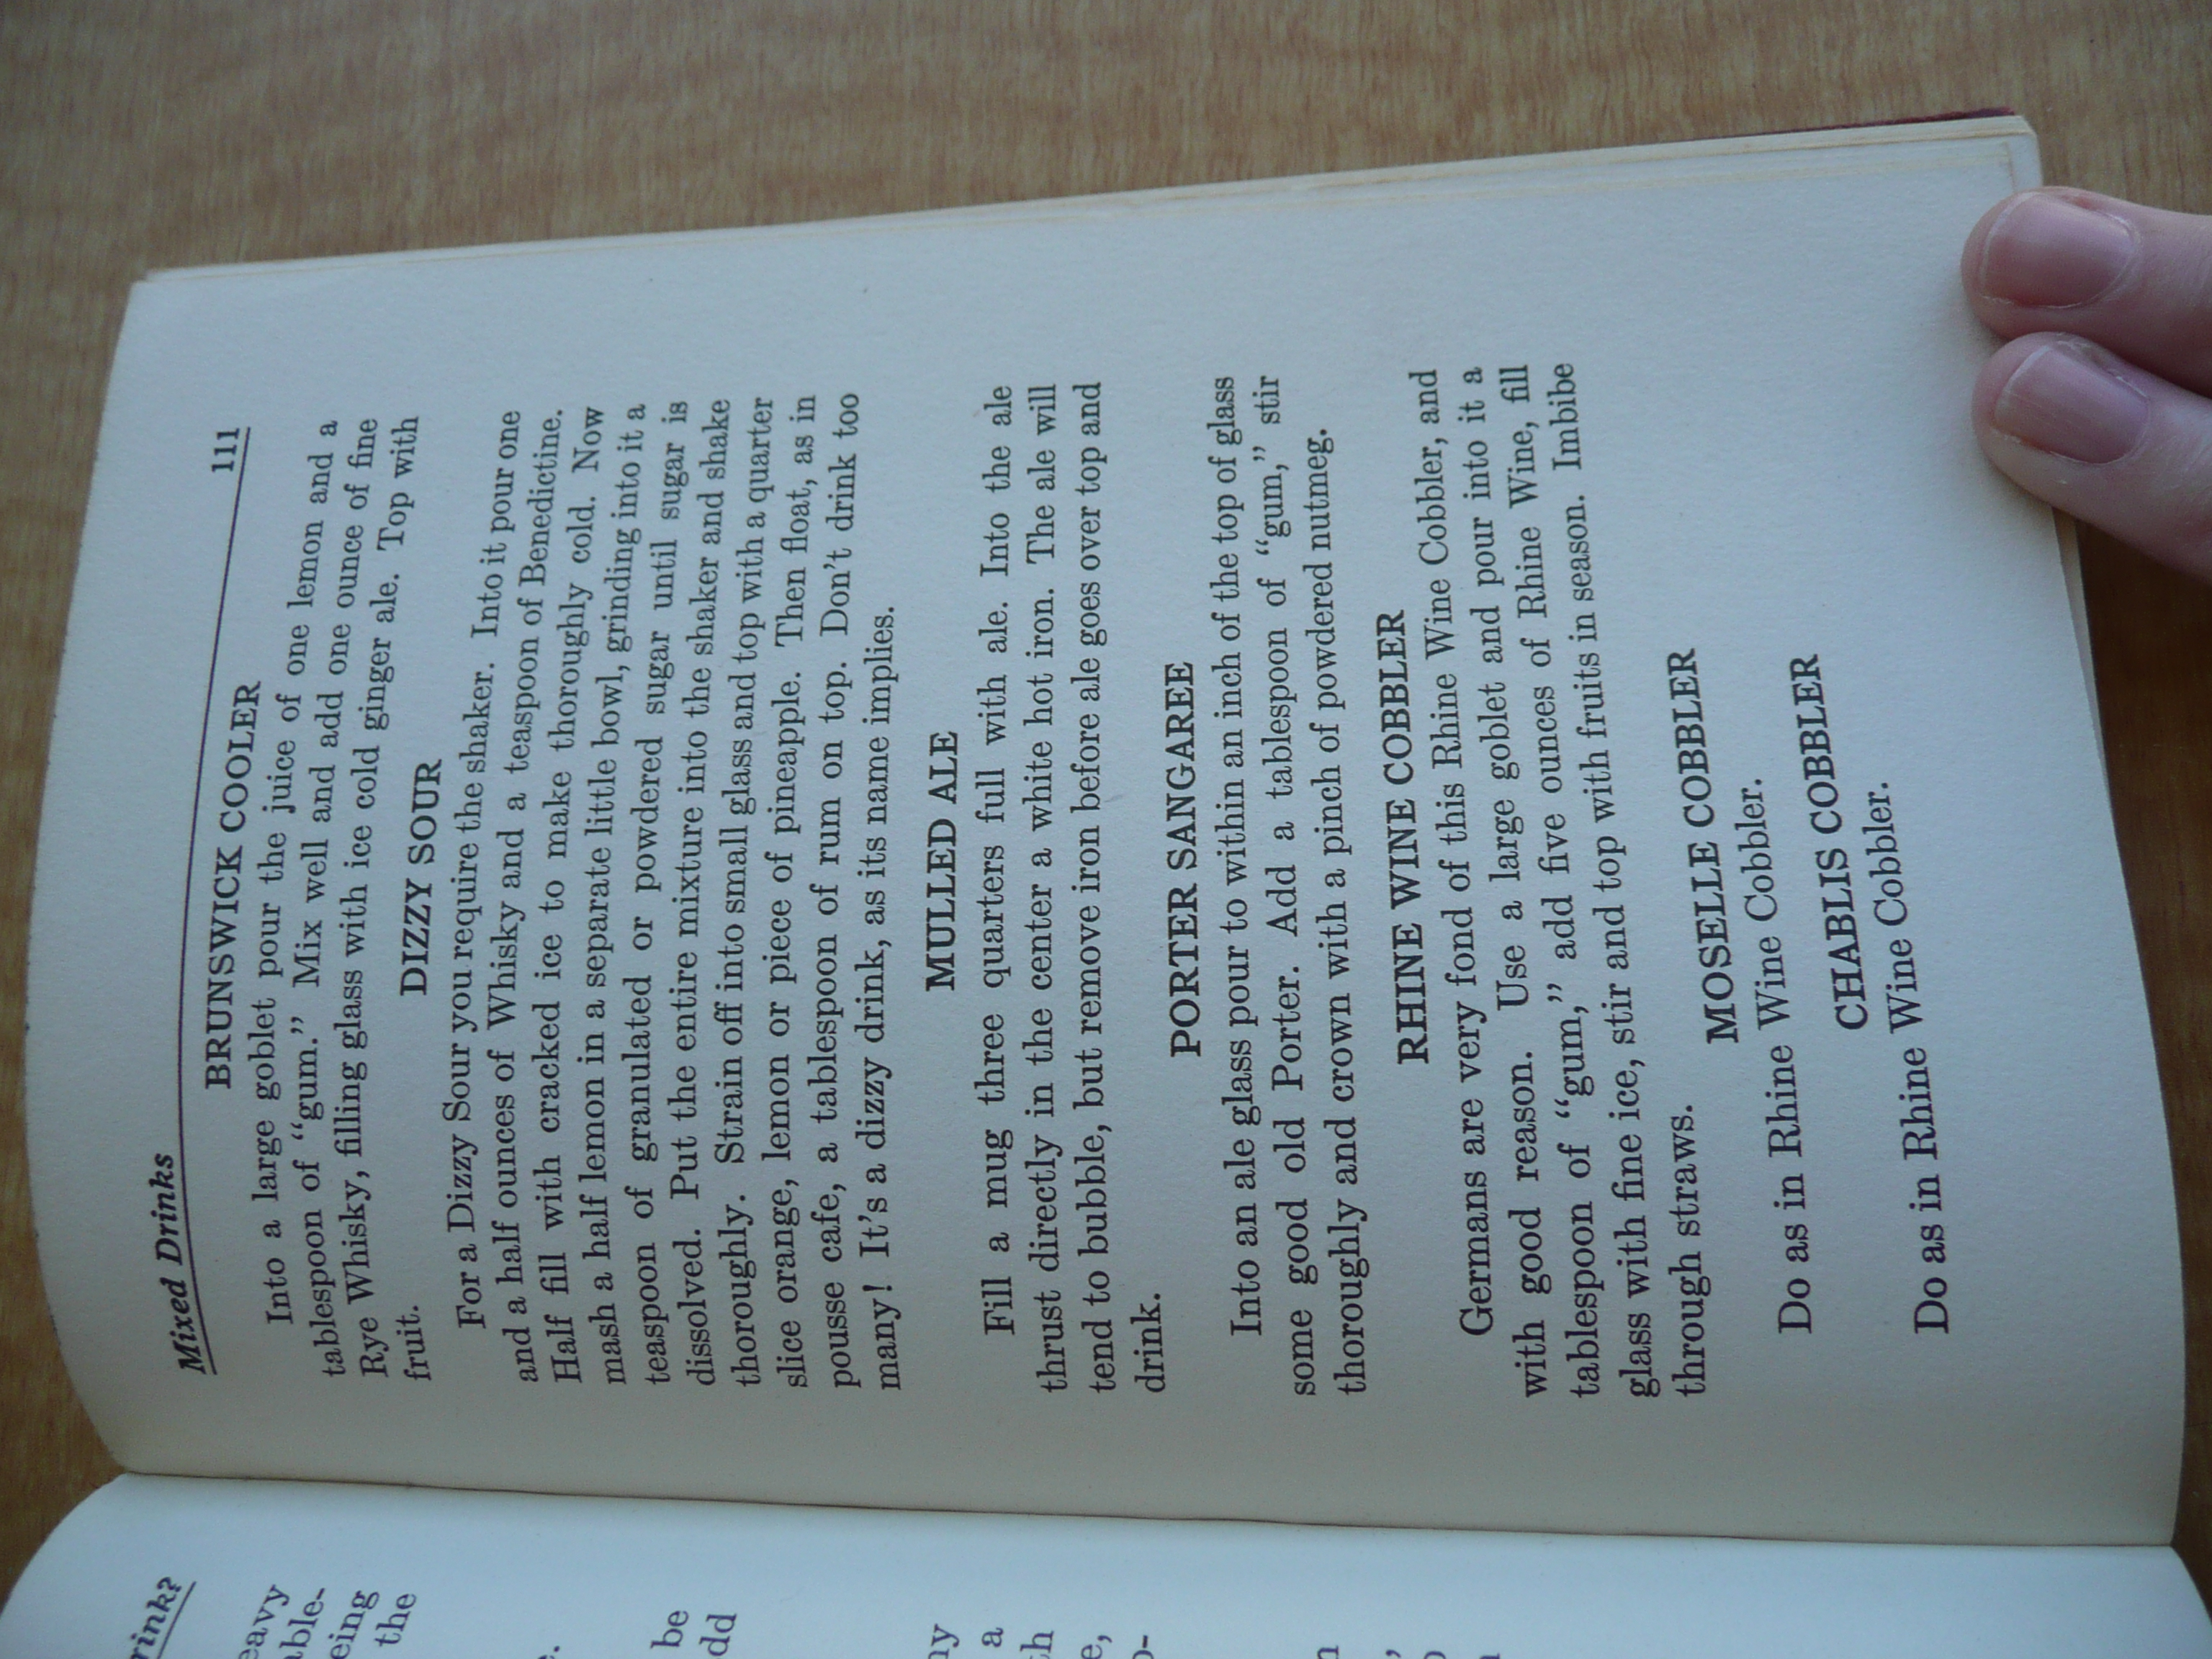 Mixed Drinks 111
BRUNSWICK COOLER
Into a large goblet pour the juice of one lemon and a
tablespoon of “gum.” Mix well and add one ounce of fine
Rye Whisky, filling glass with ice cold ginger ale. Top with
fruit.
DIZZY SOUR
For a Dizzy Sour you require the shaker. Into it pour one
and a half ounces of Whisky and a teaspoon of Benedictine.
Half fill with cracked ice to make thoroughly cold. Now
mash a half lemon in a separate little bowl, grinding into it a
teaspoon of granulated or powdered sugar until sugar is
dissolved. Put the entire mixture into the shaker and shake
thoroughly. Strain off into small glass and top with a quarter
slice orange, lemon or piece of pineapple. Then float, as in
pousse cafe, a tablespoon of rum on top. Don't drink too
many! It's a dizzy drink, as its name implies.
MULLED ALE
Fill a mug three quarters full with ale. Into the ale
thrust directly in the center a white hot iron. The ale will
tend to bubble, but remove iron before ale goes over top and
drink.
PORTER SANGAREE
Into an ale glass pour to within an inch of the top of glass
some good old Porter. Add a tablespoon of “gum,” stir
thoroughly and crown with a pinch of powdered nutmeg.
RHINE WINE COBBLER
Germans are very fond of this Rhine Wine Cobbler, and
with good reason. Use a large goblet and pour into it a
tablespoon of “gum,” add five ounces of Rhine Wine, fill
glass with fine ice, stir and top with fruits in season. Imbibe
through straws.
MOSELLE COBBLER
Do as in Rhine Wine Cobbler.
CHABLIS COBBLER
Do as in Rhine Wine Cobbler.